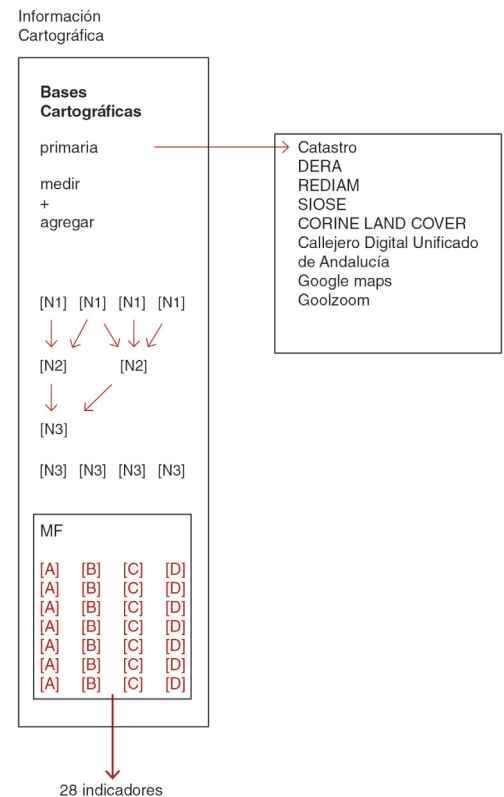 Información
Cartográfica
Bases
Cartográficas
primaria
medir
+
agregar
Catastro
DERA
REDIAM
SIOSE
CORINE LAND COVER
Callejero Digital Unificado
de Andalucía
Google maps
Goolzoom
[N1] [N1] [N1] [N1]
[N2] [N2]
[N3]
[N3] [N3] [N3] [N3]
MF
[A] [B] [C] [D]
[A] [B] [C] [D]
[A] [B] [C] [D]
[A] [B] [C] [D]
[A] [B] [C] [D]
[A] [B] [C] [D]
[A] [B] [C] [D]
28 indicadores